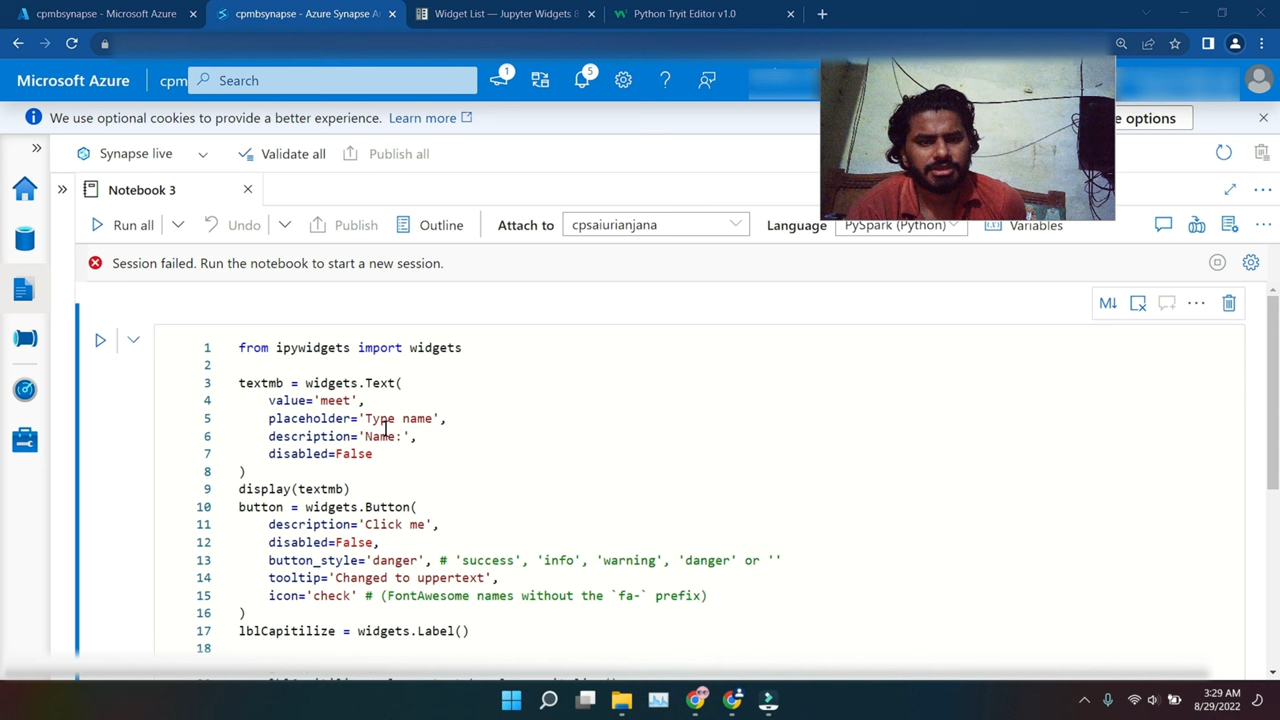 cpmbsynapse - Microsoft Azure
cpmbsynapse - Azure Synapse A
Widget List — Jupyter Widgets 8
Python Tryit Editor v1.0
Microsoft Azure
cpm
Search
1
5
We use optional cookies to provide a better experience. Learn more
e options
Synapse live
Validate all
Publish all
Notebook 3
Run all
Undo
Publish
Outline
Attach to
cpsaiurianjana
Language
PySpark (Python)
Variables
Session failed. Run the notebook to start a new session.
M↓
1 from ipywidgets import widgets
2
3 textmb = widgets.Text(
4 value='meet',
5 placeholder='Type name',
6 description='Name:',
7 disabled=False
8 )
9 display(textmb)
10 button = widgets.Button(
11 description='Click me',
12 disabled=False,
13 button_style='danger', # 'success', 'info', 'warning', 'danger' or ''
14 tooltip='Changed to uppertext',
15 icon='check' # (FontAwesome names without the `fa-` prefix)
16 )
17 lblCapitilize = widgets.Label()
18
3:29 AM
8/29/2022